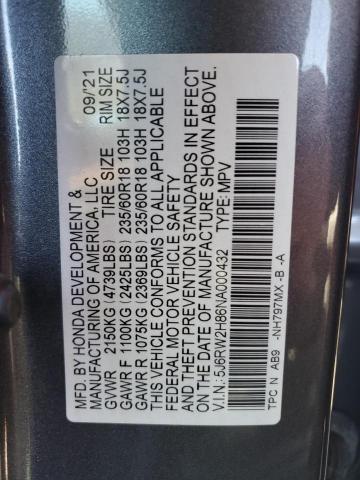 MFD. BY HONDA DEVELOPMENT & 09/'21
MANUFACTURING OF AMERICA, LLC
GVWR 2150KG (4739LBS) TIRE SIZE RIM SIZE
GAWR F 1100KG (2425LBS) 235/60R18 103H 18X7.5J
GAWR R 1075KG (2369LBS) 235/60R18 103H 18X7.5J
THIS VEHICLE CONFORMS TO ALL APPLICABLE
FEDERAL MOTOR VEHICLE SAFETY
AND THEFT PREVENTION STANDARDS IN EFFECT
ON THE DATE OF MANUFACTURE SHOWN ABOVE.
V.I.N.: 5J6RW2H86NA000432 TYPE: MPV
TPC N AB9 -NH797MX -B -A